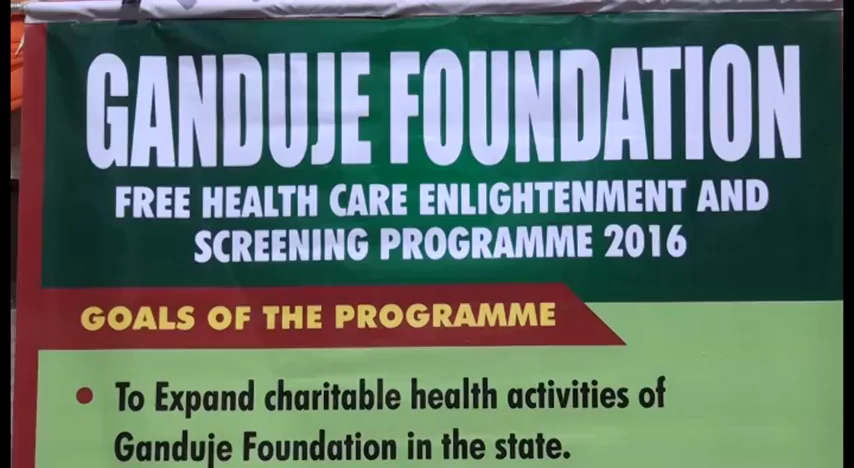 GANDUJE FOUNDATION
FREE HEALTH CARE ENLIGHTENMENT AND
SCREENING PROGRAMME 2016
GOALS OF THE PROGRAMME
• To Expand charitable health activities of
Ganduje Foundation in the state.